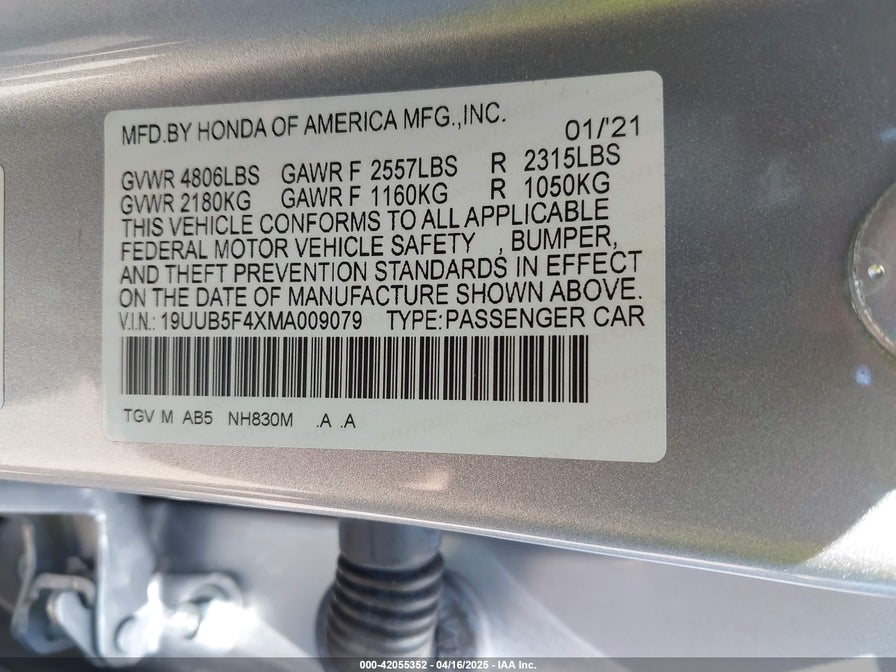 MFD.BY HONDA OF AMERICA MFG.,INC. 01/'21
GVWR 4806LBS GAWR F 2557LBS R 2315LBS
GVWR 2180KG GAWR F 1160KG R 1050KG
THIS VEHICLE CONFORMS TO ALL APPLICABLE
FEDERAL MOTOR VEHICLE SAFETY , BUMPER,
AND THEFT PREVENTION STANDARDS IN EFFECT
ON THE DATE OF MANUFACTURE SHOWN ABOVE.
V.I.N.: 19UUB5F4XMA009079 TYPE:PASSENGER CAR
TGV M AB5 NH830M .A .A
000-42055352 - 04/16/2025 - IAA Inc.